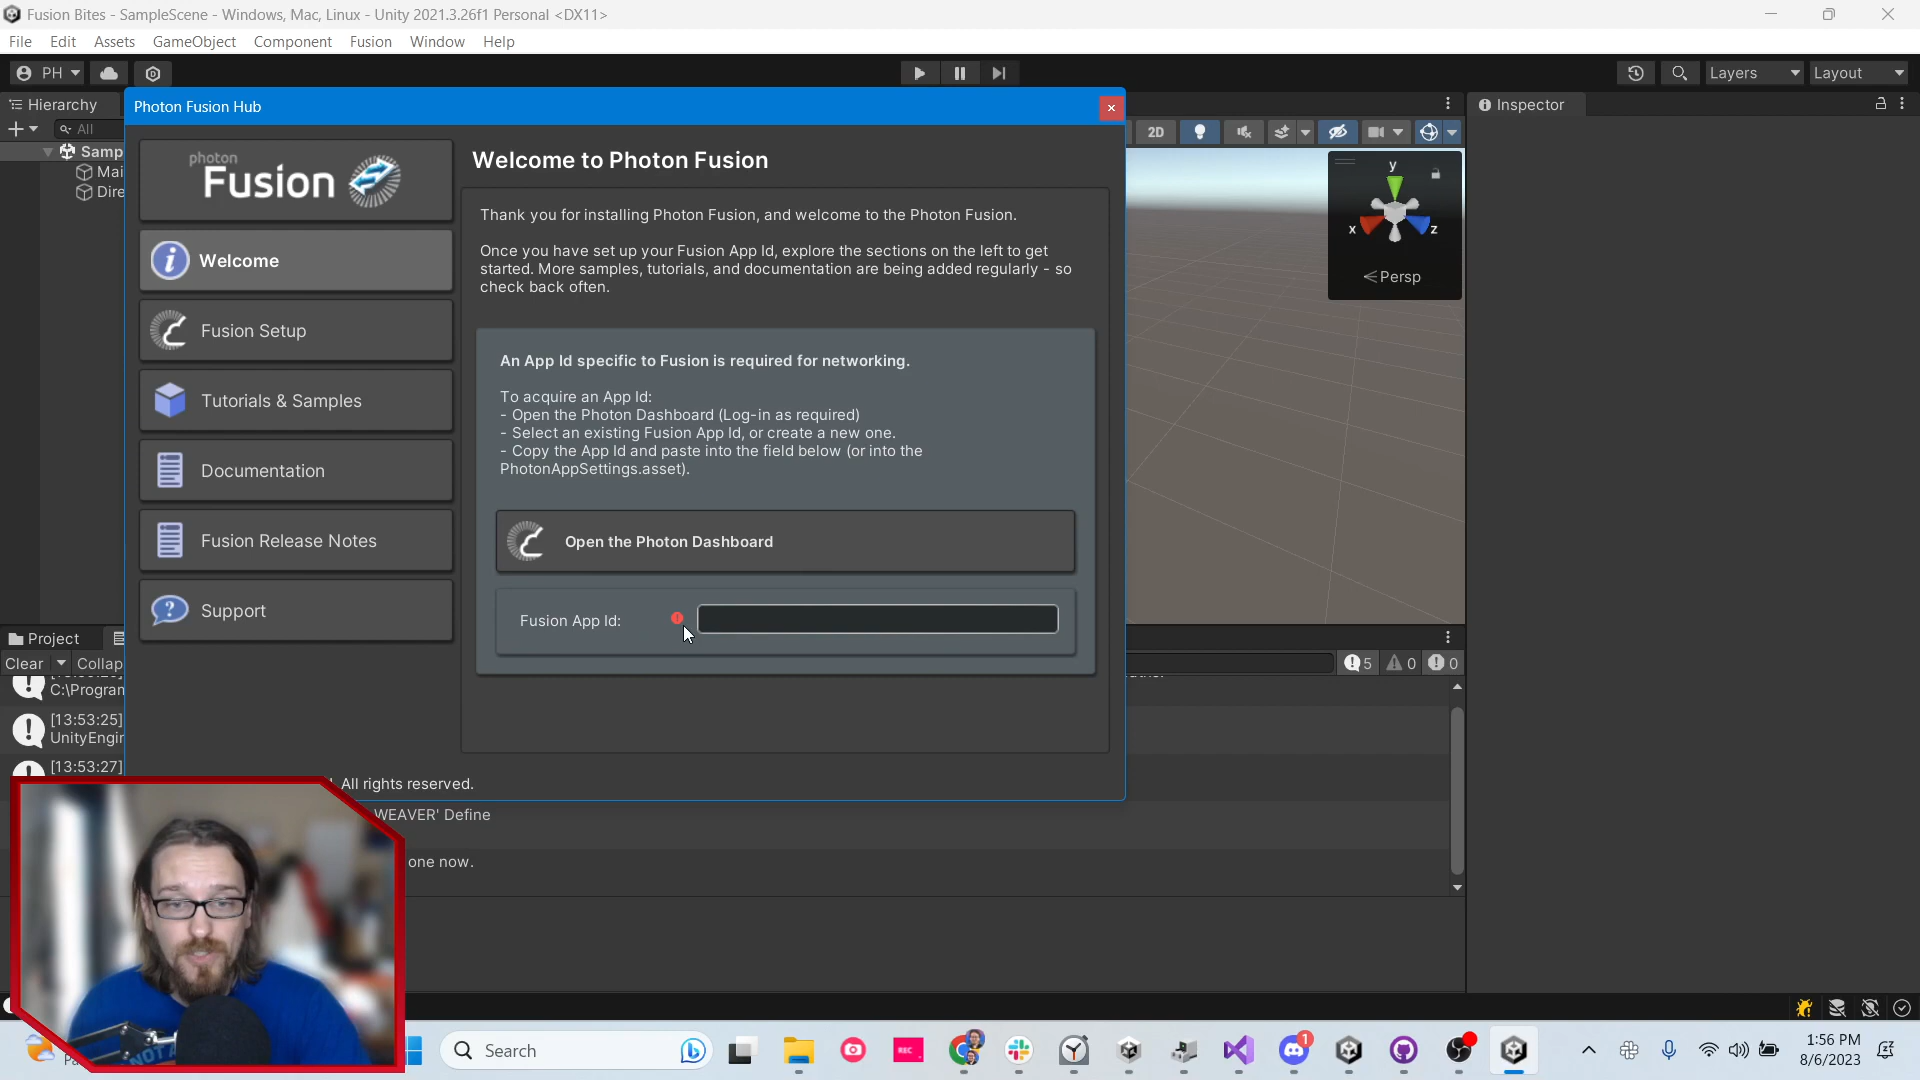 Fusion Bites - SampleScene - Windows, Mac, Linux - Unity 2021.3.26f1 Personal <DX11>
File Edit Assets GameObject Component Fusion Window Help
PH
Layers
Layout
Hierarchy
Photon Fusion Hub
Inspector
All
2D
Samp
Mai
Dire
photon
Fusion
Welcome to Photon Fusion
y
x
z
Persp
Thank you for installing Photon Fusion, and welcome to the Photon Fusion.
Once you have set up your Fusion App Id, explore the sections on the left to get
started. More samples, tutorials, and documentation are being added regularly - so
check back often.
Welcome
Fusion Setup
Tutorials & Samples
Documentation
Fusion Release Notes
Support
An App Id specific to Fusion is required for networking.
To acquire an App Id:
- Open the Photon Dashboard (Log-in as required)
- Select an existing Fusion App Id, or create a new one.
- Copy the App Id and paste into the field below (or into the
PhotonAppSettings.asset).
Open the Photon Dashboard
Fusion App Id:
Project
Clear
Collap
5
0
0
C:\Program
[13:53:25]
UnityEngin
[13:53:27]
All rights reserved.
WEAVER' Define
one now.
Search
REC
1
1:56 PM
8/6/2023